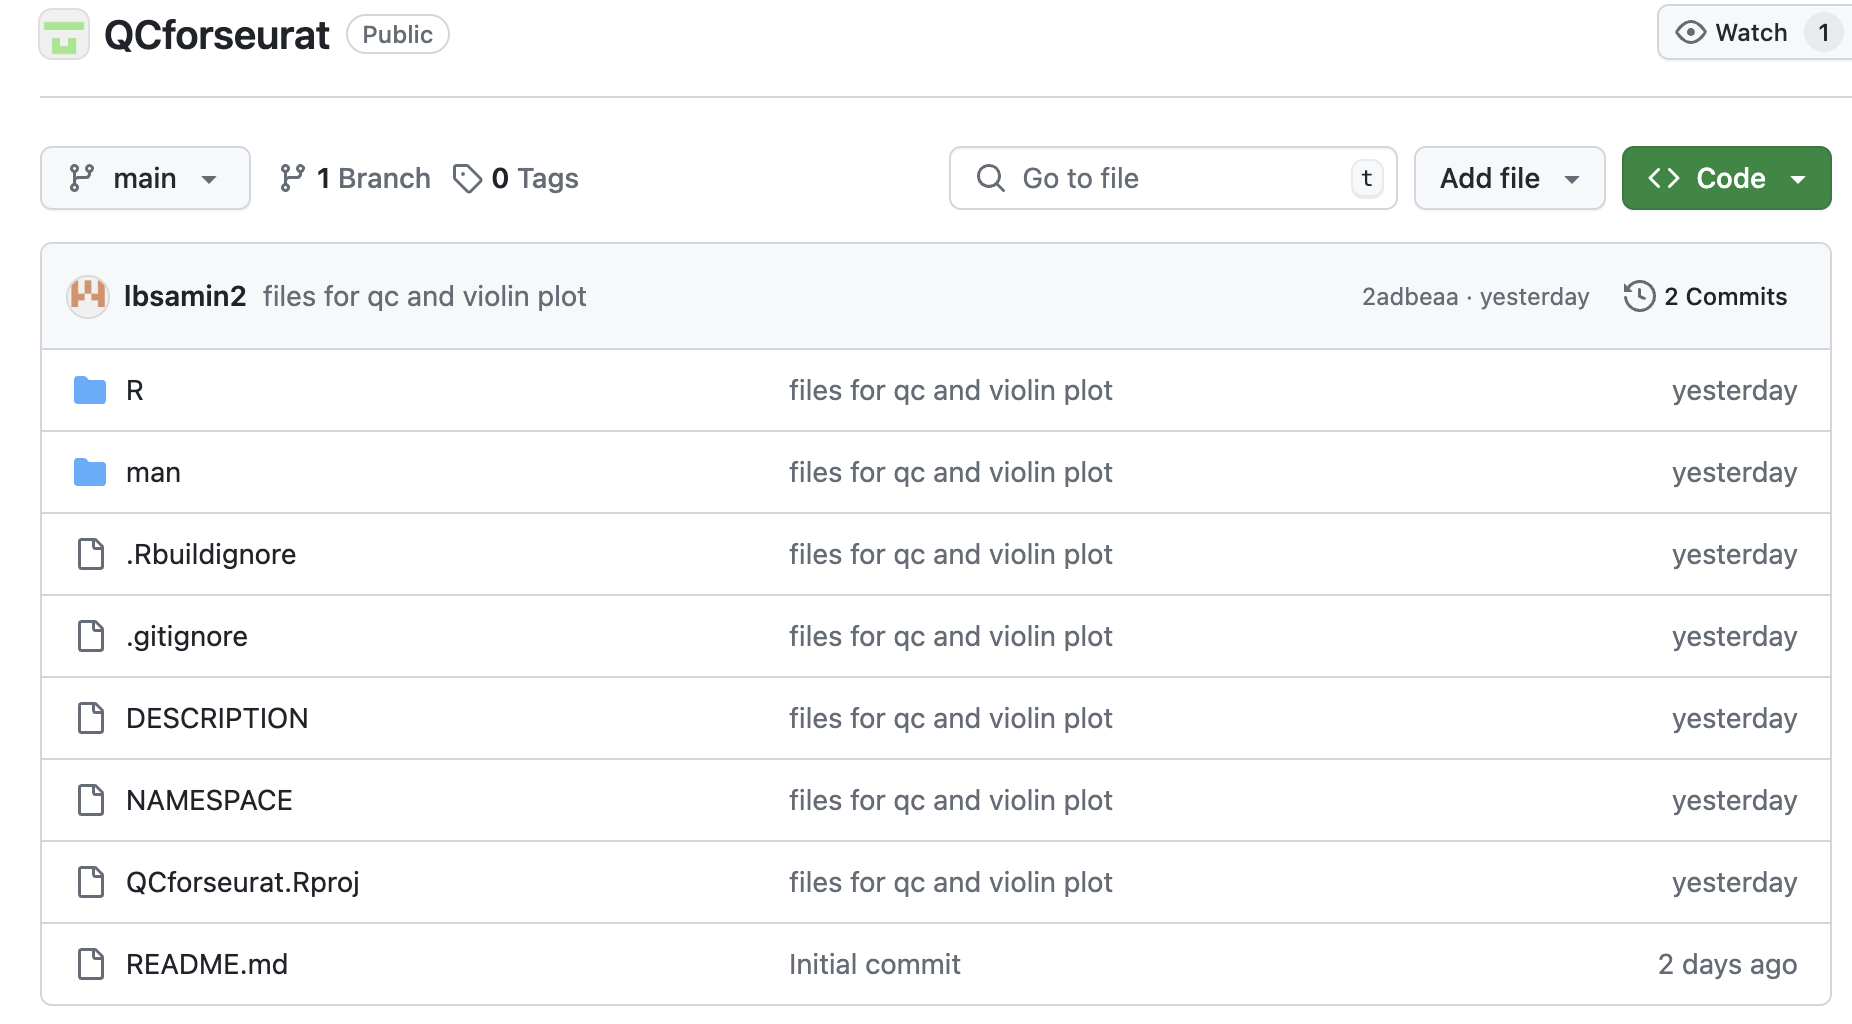 QCforseurat Public Watch 1
main 1 Branch 0 Tags Go to file t Add file Code
lbsamin2 files for qc and violin plot 2adbeaa · yesterday 2 Commits
R files for qc and violin plot yesterday
man files for qc and violin plot yesterday
.Rbuildignore files for qc and violin plot yesterday
.gitignore files for qc and violin plot yesterday
DESCRIPTION files for qc and violin plot yesterday
NAMESPACE files for qc and violin plot yesterday
QCforseurat.Rproj files for qc and violin plot yesterday
README.md Initial commit 2 days ago